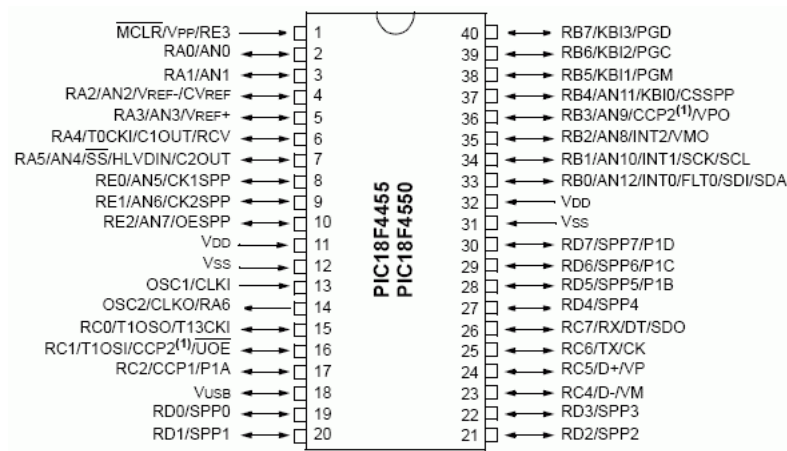 MCLR/VPP/RE3 1 40 RB7/KBI3/PGD
RA0/AN0 2 39 RB6/KBI2/PGC
RA1/AN1 3 38 RB5/KBI1/PGM
RA2/AN2/VREF-/CVREF 4 37 RB4/AN11/KBI0/CSSPP
RA3/AN3/VREF+ 5 36 RB3/AN9/CCP2(1)/VPO
RA4/T0CKI/C1OUT/RCV 6 35 RB2/AN8/INT2/VMO
RA5/AN4/SS/HLVDIN/C2OUT 7 34 RB1/AN10/INT1/SCK/SCL
RE0/AN5/CK1SPP 8 33 RB0/AN12/INT0/FLT0/SDI/SDA
RE1/AN6/CK2SPP 9 32 VDD
RE2/AN7/OESPP 10 31 VSS
VDD 11 30 RD7/SPP7/P1D
VSS 12 29 RD6/SPP6/P1C
OSC1/CLKI 13 28 RD5/SPP5/P1B
OSC2/CLKO/RA6 14 27 RD4/SPP4
RC0/T1OSO/T13CKI 15 26 RC7/RX/DT/SDO
RC1/T1OSI/CCP2(1)/UOE 16 25 RC6/TX/CK
RC2/CCP1/P1A 17 24 RC5/D+/VP
VUSB 18 23 RC4/D-/VM
RD0/SPP0 19 22 RD3/SPP3
RD1/SPP1 20 21 RD2/SPP2
PIC18F4455
PIC18F4550